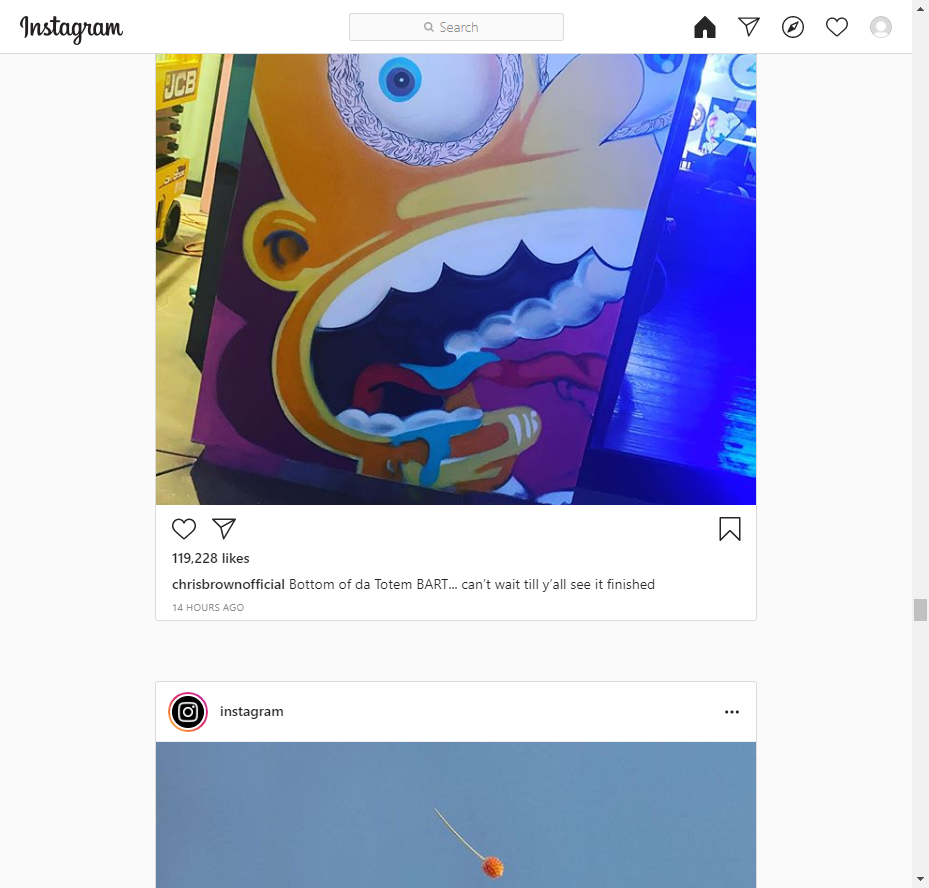 Instagram
Search
JCB
119,228 likes
chrisbrownofficial Bottom of da Totem BART... can't wait till y'all see it finished
14 HOURS AGO
instagram